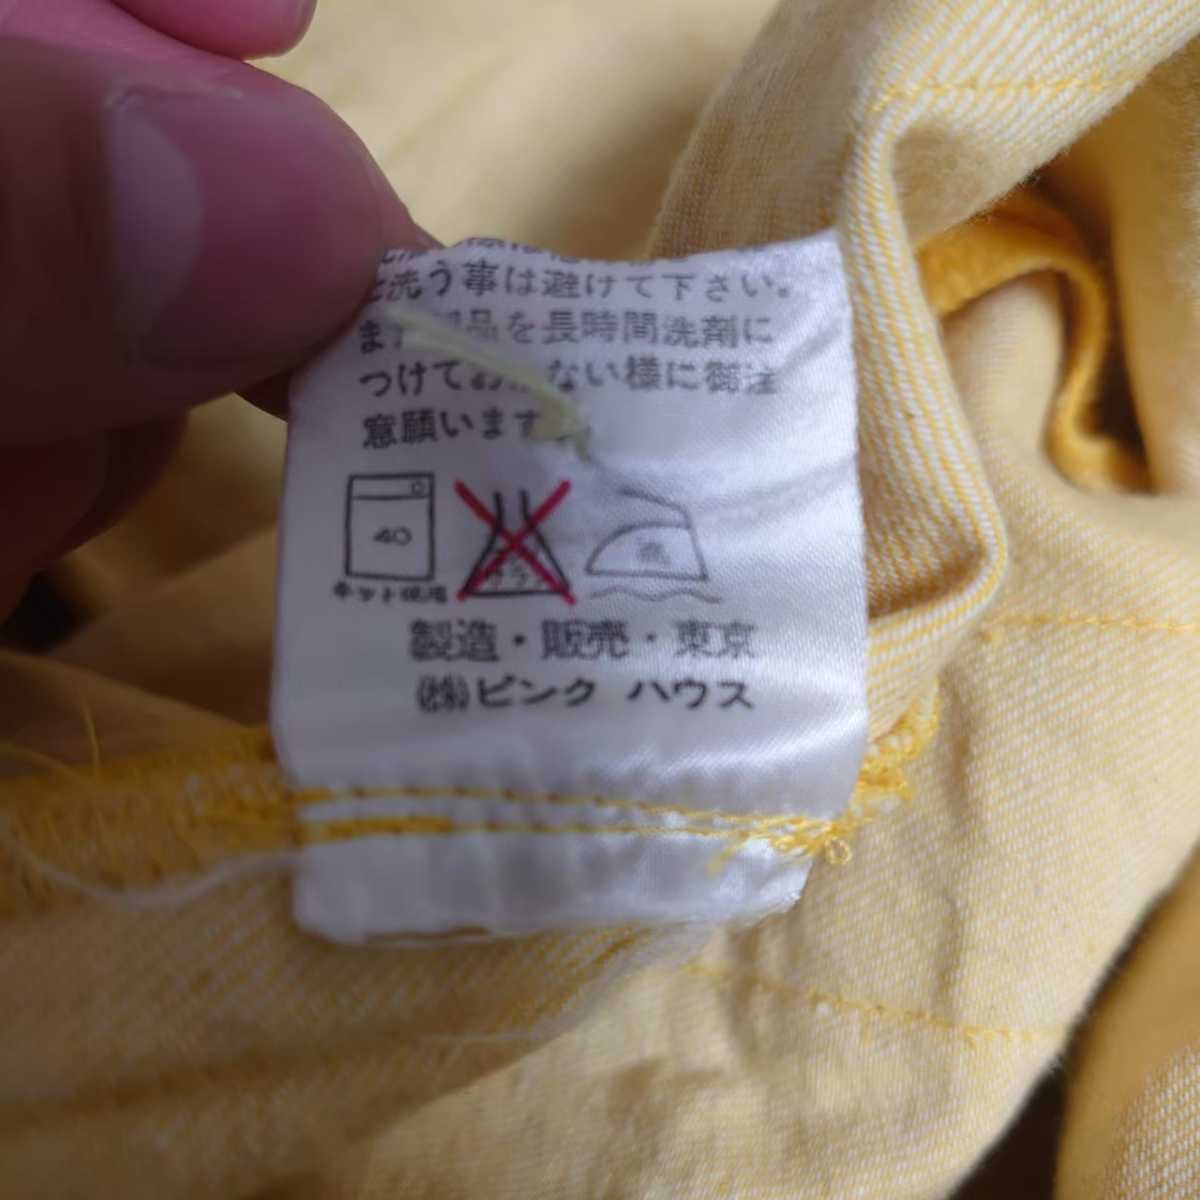 と洗う事は避けて下さい。
を長時間洗剤に
つけて ない様に御注
意願います。
40
ネット使用
製造・販売・東京
(株)ピンク ハウス